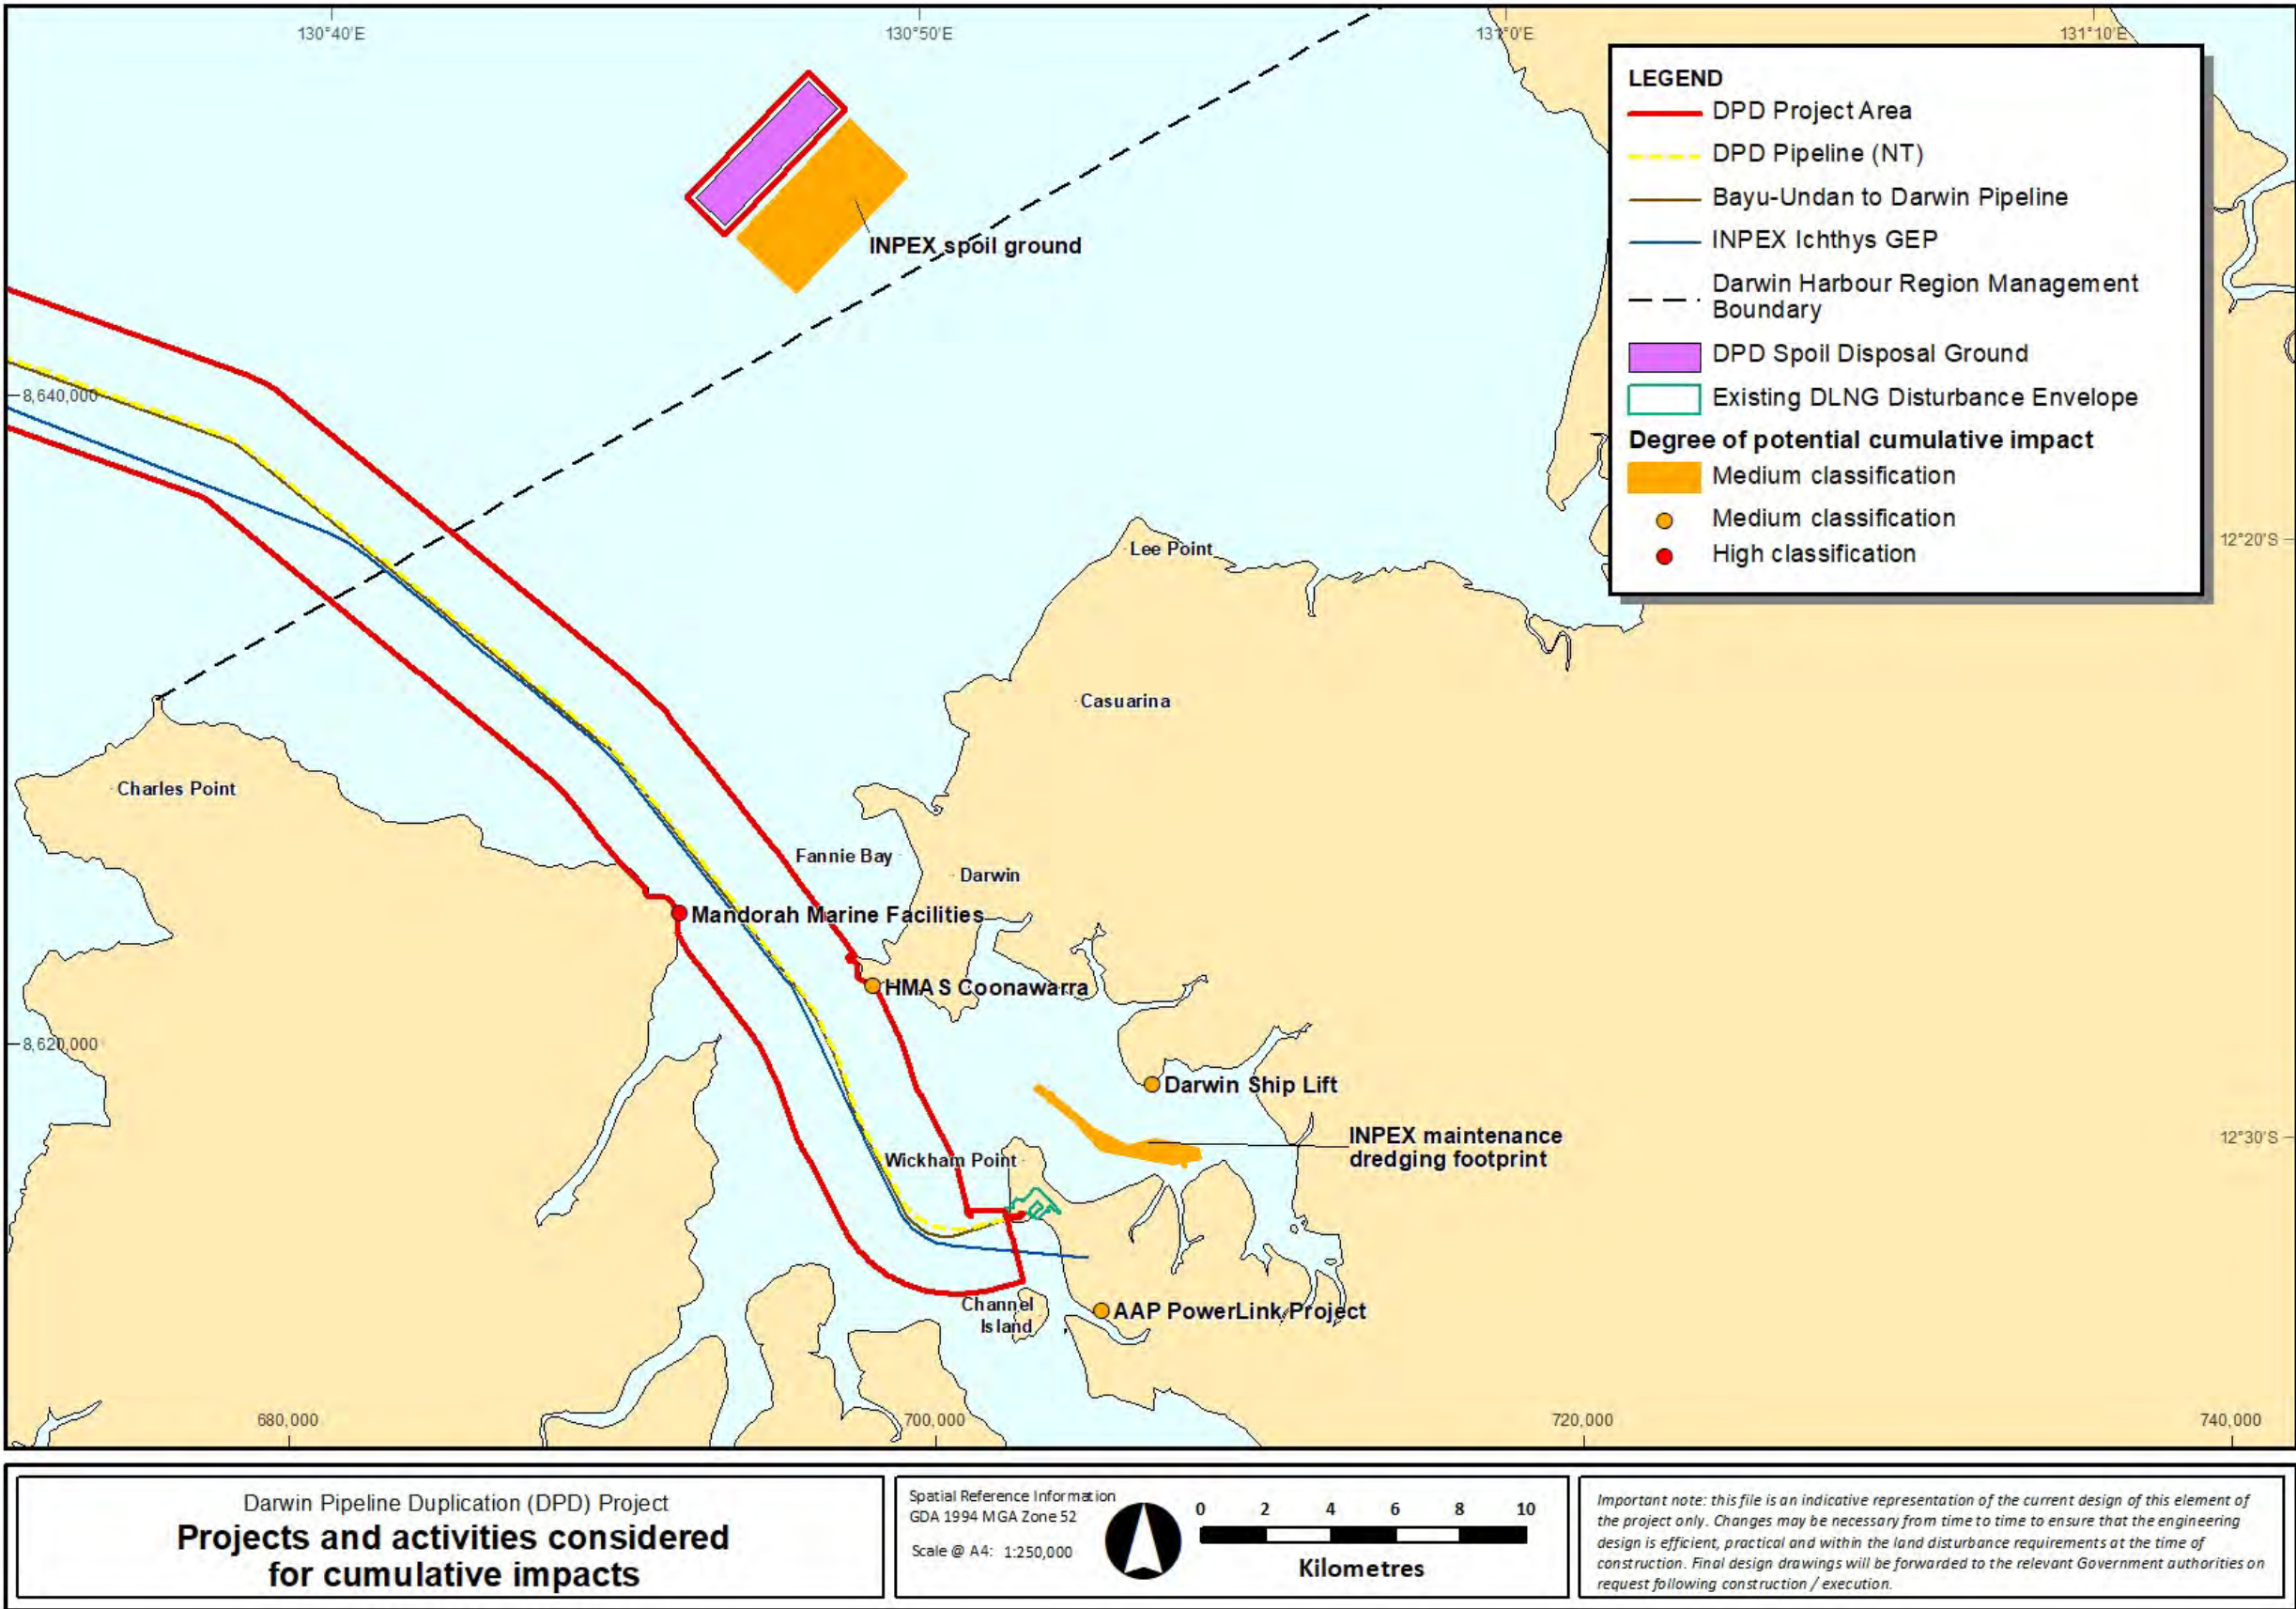 130°40'E
130°50'E
131°0'E
131°10'E
LEGEND
DPD Project Area
DPD Pipeline (NT)
Bayu-Undan to Darwin Pipeline
INPEX Ichthys GEP
Darwin Harbour Region Management
Boundary
DPD Spoil Disposal Ground
Existing DLNG Disturbance Envelope
Degree of potential cumulative impact
Medium classification
Medium classification
High classification
INPEX spoil ground
8,640,000
12°20'S
Lee Point
Casuarina
Charles Point
Fannie Bay
Darwin
Mandorah Marine Facilities
HMAS Coonawarra
8,620,000
Darwin Ship Lift
INPEX maintenance
dredging footprint
12°30'S
Wickham Point
Channel
Island
AAP PowerLink Project
680,000
700,000
720,000
740,000
Darwin Pipeline Duplication (DPD) Project
Projects and activities considered
for cumulative impacts
Spatial Reference Information
GDA 1994 MGA Zone 52
Scale @ A4: 1:250,000
0 2 4 6 8 10
Kilometres
Important note: this file is an indicative representation of the current design of this element of
the project only. Changes may be necessary from time to time to ensure that the engineering
design is efficient, practical and within the land disturbance requirements at the time of
construction. Final design drawings will be forwarded to the relevant Government authorities on
request following construction / execution.